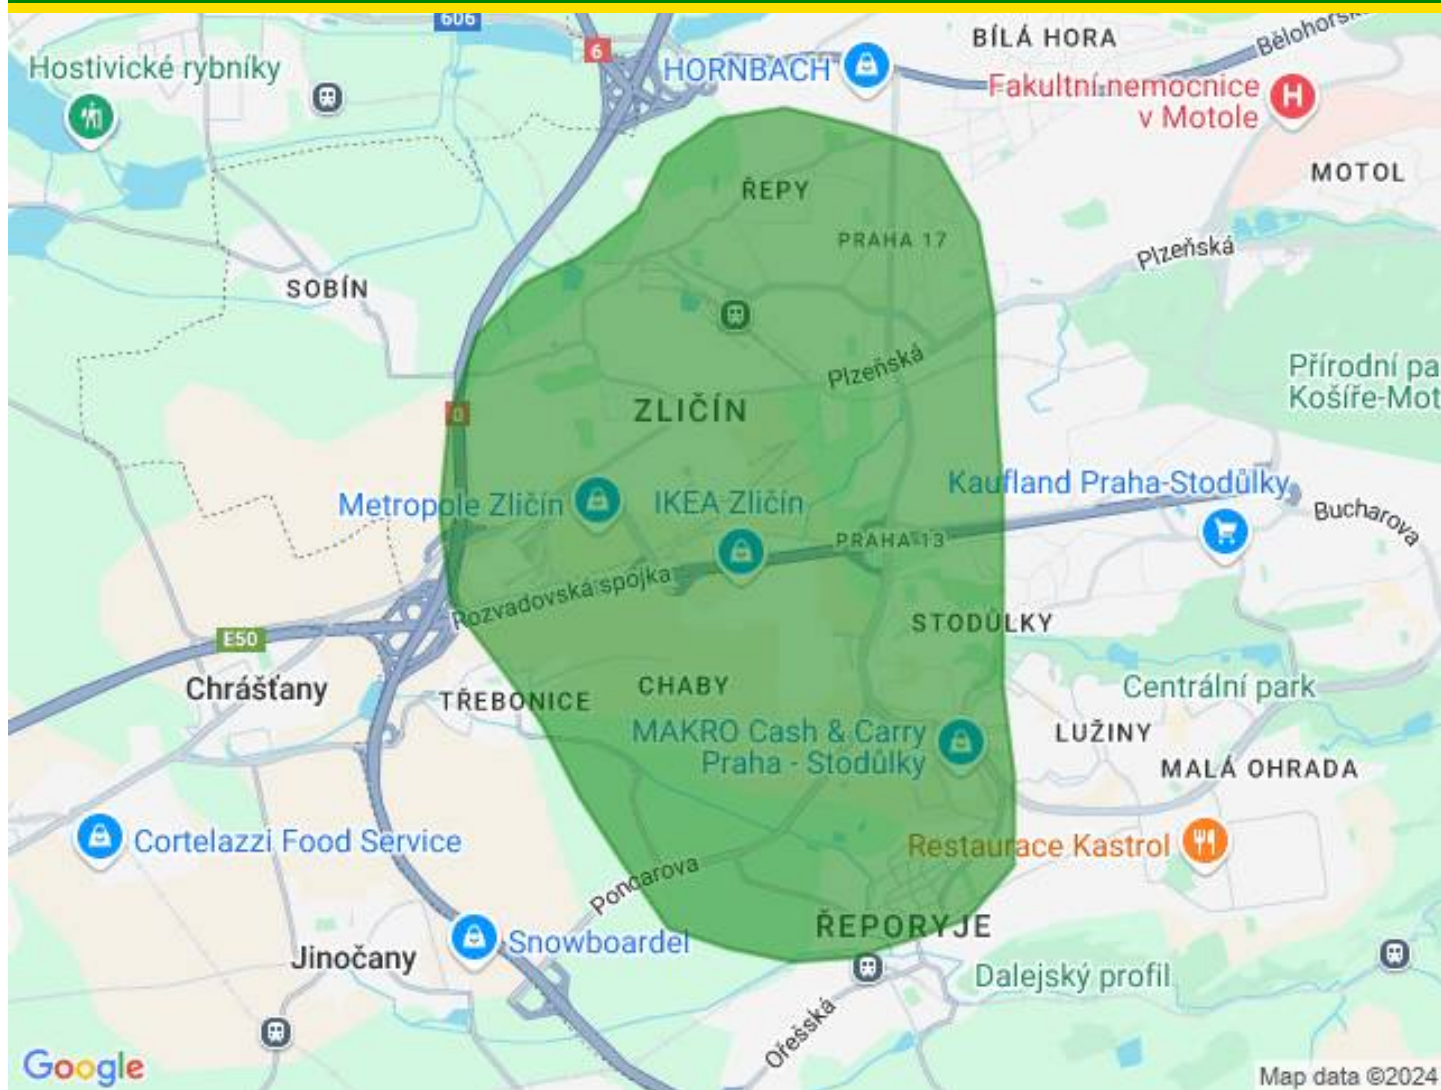 606
6
BÍLÁ HORA
Bělohorsk
Hostivické rybníky
HORNBACH
Fakultní nemocnice
v Motole
H
MOTOL
ŘEPY
PRAHA 17
Plzeňská
SOBÍN
Plzeňská
Přírodní pa
Košíře-Mot
0
ZLIČÍN
Metropole Zličín
IKEA Zličín
Kaufland Praha-Stodůlky
Bucharova
PRAHA 13
Rozvadovská spojka
E50
STODŮLKY
Chrášťany
TŘEBONICE
CHABY
Centrální park
MAKRO Cash & Carry
Praha - Stodůlky
LUŽINY
MALÁ OHRADA
Cortelazzi Food Service
Restaurace Kastrol
Poncarova
ŘEPORYJE
Snowboardel
Jinočany
Dalejský profil
Ořešská
Google
Map data ©2024